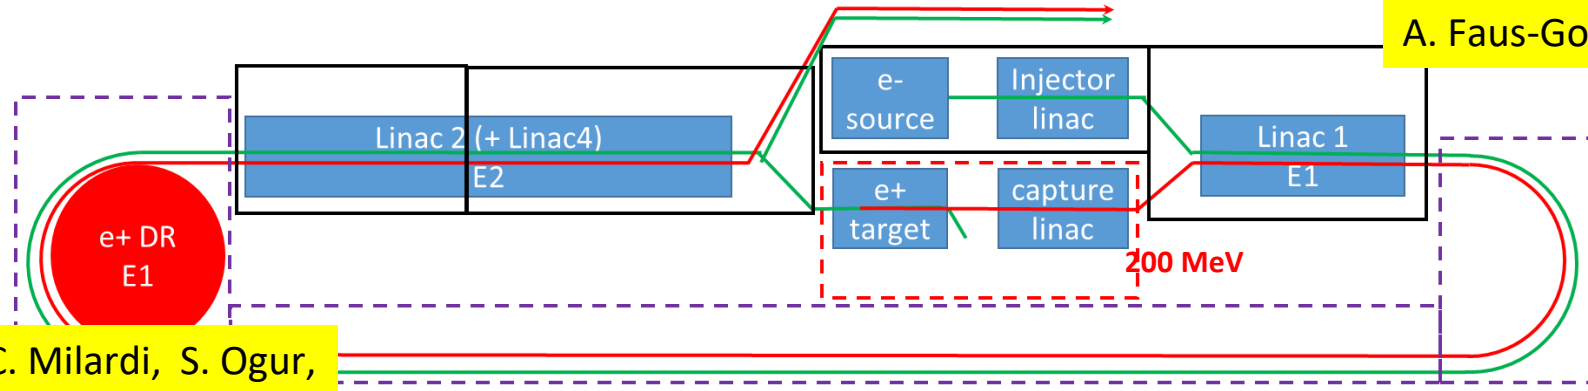 A. Faus-Go
e-
source
Injector
linac
Linac 2 (+ Linac4)
E2
Linac 1
E1
e+
target
capture
linac
200 MeV
e+ DR
E1
C. Milardi, S. Ogur,